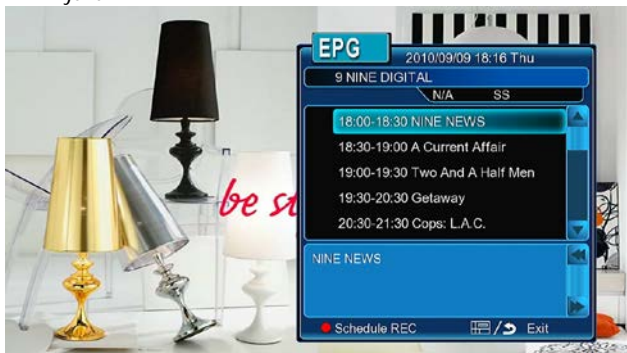 be st
EPG
2010/09/09 18:16 Thu
9 NINE DIGITAL
N/A SS
18:00-18:30 NINE NEWS
18:30-19:00 A Current Affair
19:00-19:30 Two And A Half Men
19:30-20:30 Getaway
20:30-21:30 Cops: L.A.C.
NINE NEWS
Schedule REC
/ Exit